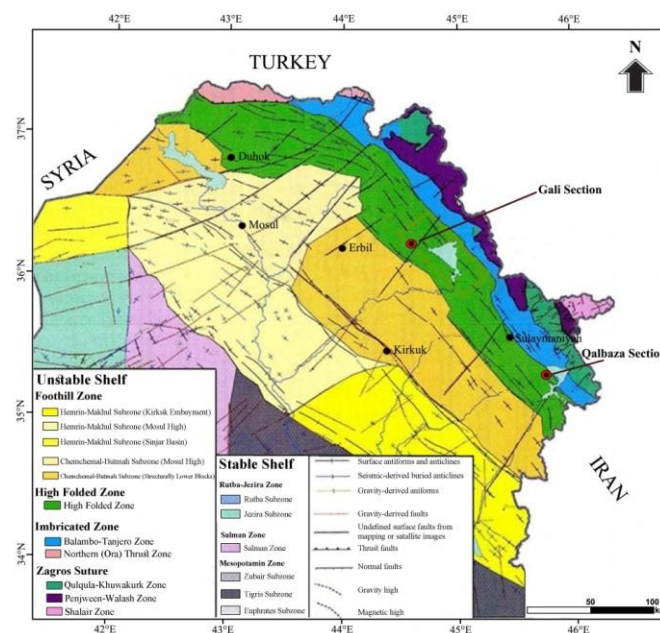 42°E 43°E 44°E 45°E 46°E
TURKEY
N
37°N
Duhok
SYRIA
Gali Section
Mosul
Erbil
36°N
Sulaymaniyah
Kirkuk
Qalbaza Sectio
35°N
IRAN
34°N
Unstable Shelf
Foothill Zone
Hemrin-Makhul Subzone (Kirkuk Embayment)
Hemrin-Makhul Subzone (Mosul High)
Hemrin-Makhul Subzone (Sinjar Basin)
Chemchemal-Butmah Subzone (Mosul High)
Chemchemal-Butmah Subzone (Structurally Lower Blocks)
High Folded Zone
High Folded Zone
Imbricated Zone
Balambo-Tanjero Zone
Northern (Ora) Thrust Zone
Zagros Suture
Qulqula-Khuwakurk Zone
Penjween-Walash Zone
Shalair Zone
Stable Shelf
Rutba-Jezira Zone
Rutba Subzone
Jezira Subzone
Salman Zone
Salman Zone
Mesopotamin Zone
Zubair Subzone
Tigris Subzone
Euphrates Subzone
Surface antiforms and anticlines
Seismic-derived buried anticlines
Gravity-derived uniforms
Gravity-derived faults
Undefined surface faults from
mapping or satallite images
Thrust faults
Normal faults
Gravity high
Magnetic high
0 50 100
42°E 43°E 44°E 45°E 46°E